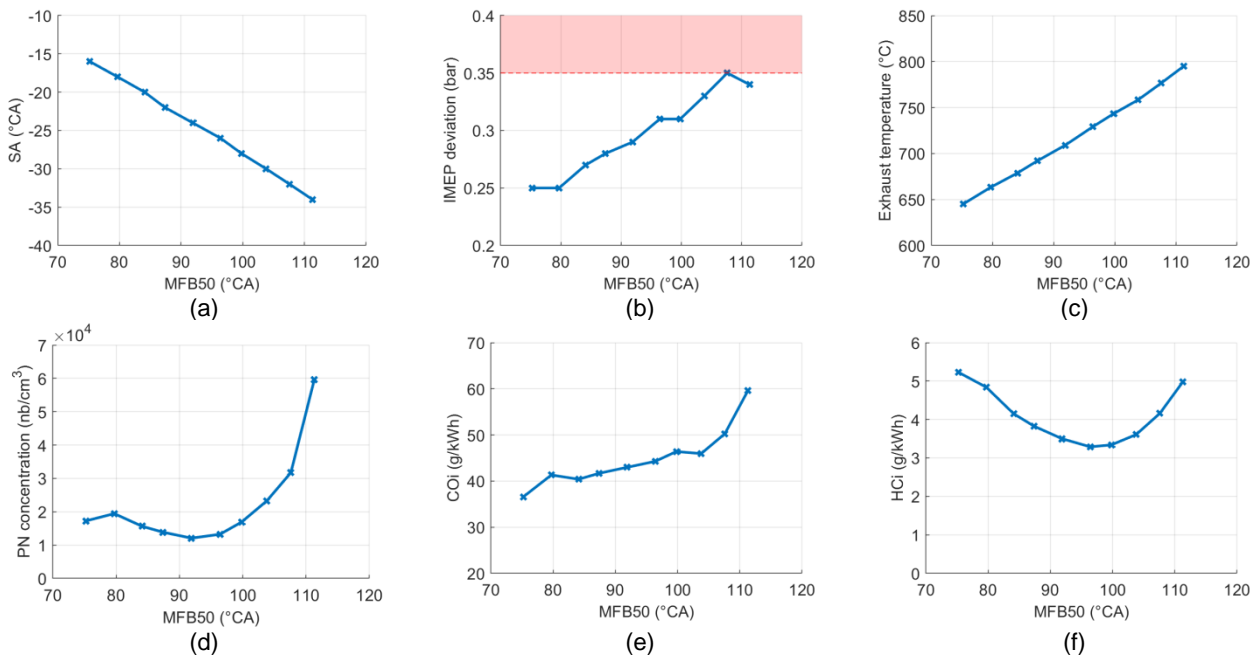 -10
-15
-20
-25
-30
-35
-40
70 80 90 100 110 120
SA (°CA)
MFB50 (°CA)
(a)
0.4
0.35
0.3
0.25
0.2
70 80 90 100 110 120
IMEP deviation (bar)
MFB50 (°CA)
(b)
850
800
750
700
650
600
70 80 90 100 110 120
Exhaust temperature (°C)
MFB50 (°CA)
(c)
×10⁴
7
6
5
4
3
2
1
0
70 80 90 100 110 120
PN concentration (nb/cm³)
MFB50 (°CA)
(d)
70
60
50
40
30
20
70 80 90 100 110 120
COi (g/kWh)
MFB50 (°CA)
(e)
6
5
4
3
2
1
0
70 80 90 100 110 120
HCi (g/kWh)
MFB50 (°CA)
(f)